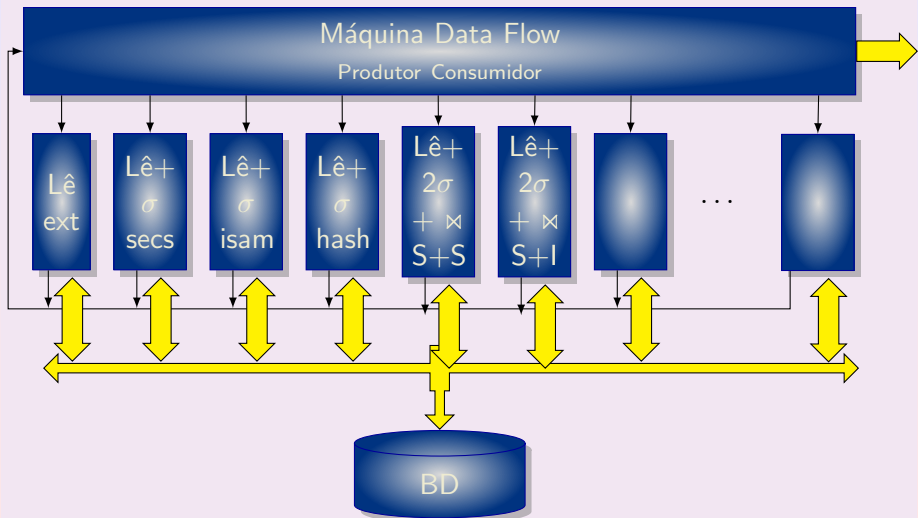 Máquina Data Flow
Produtor Consumidor
Lê
ext
Lê+
σ
secs
Lê+
σ
isam
Lê+
σ
hash
Lê+
2σ
+ ⋈
S+S
Lê+
2σ
+ ⋈
S+I
...
BD